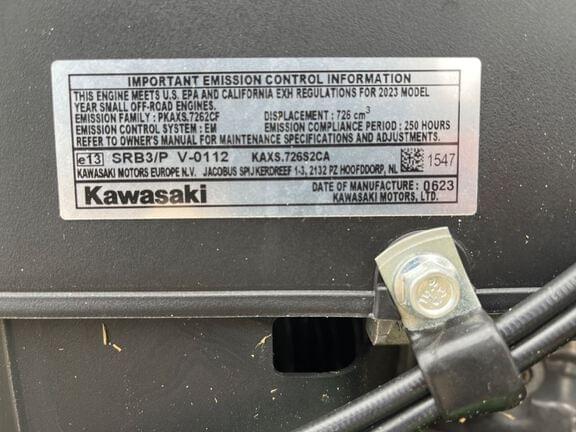 IMPORTANT EMISSION CONTROL INFORMATION
THIS ENGINE MEETS U.S. EPA AND CALIFORNIA EXH REGULATIONS FOR 2023 MODEL
YEAR SMALL OFF-ROAD ENGINES.
EMISSION FAMILY : PKAXS.7262CF DISPLACEMENT : 726 cm³
EMISSION CONTROL SYSTEM : EM EMISSION COMPLIANCE PERIOD : 250 HOURS
REFER TO OWNER'S MANUAL FOR MAINTENANCE SPECIFICATIONS AND ADJUSTMENTS.
e13 SRB3/P V-0112 KAXS.726S2CA 1547
KAWASAKI MOTORS EUROPE N.V. JACOBUS SPIJKERDREEF 1-3, 2132 PZ HOOFDDORP, NL
Kawasaki DATE OF MANUFACTURE : 0623
KAWASAKI MOTORS, LTD.